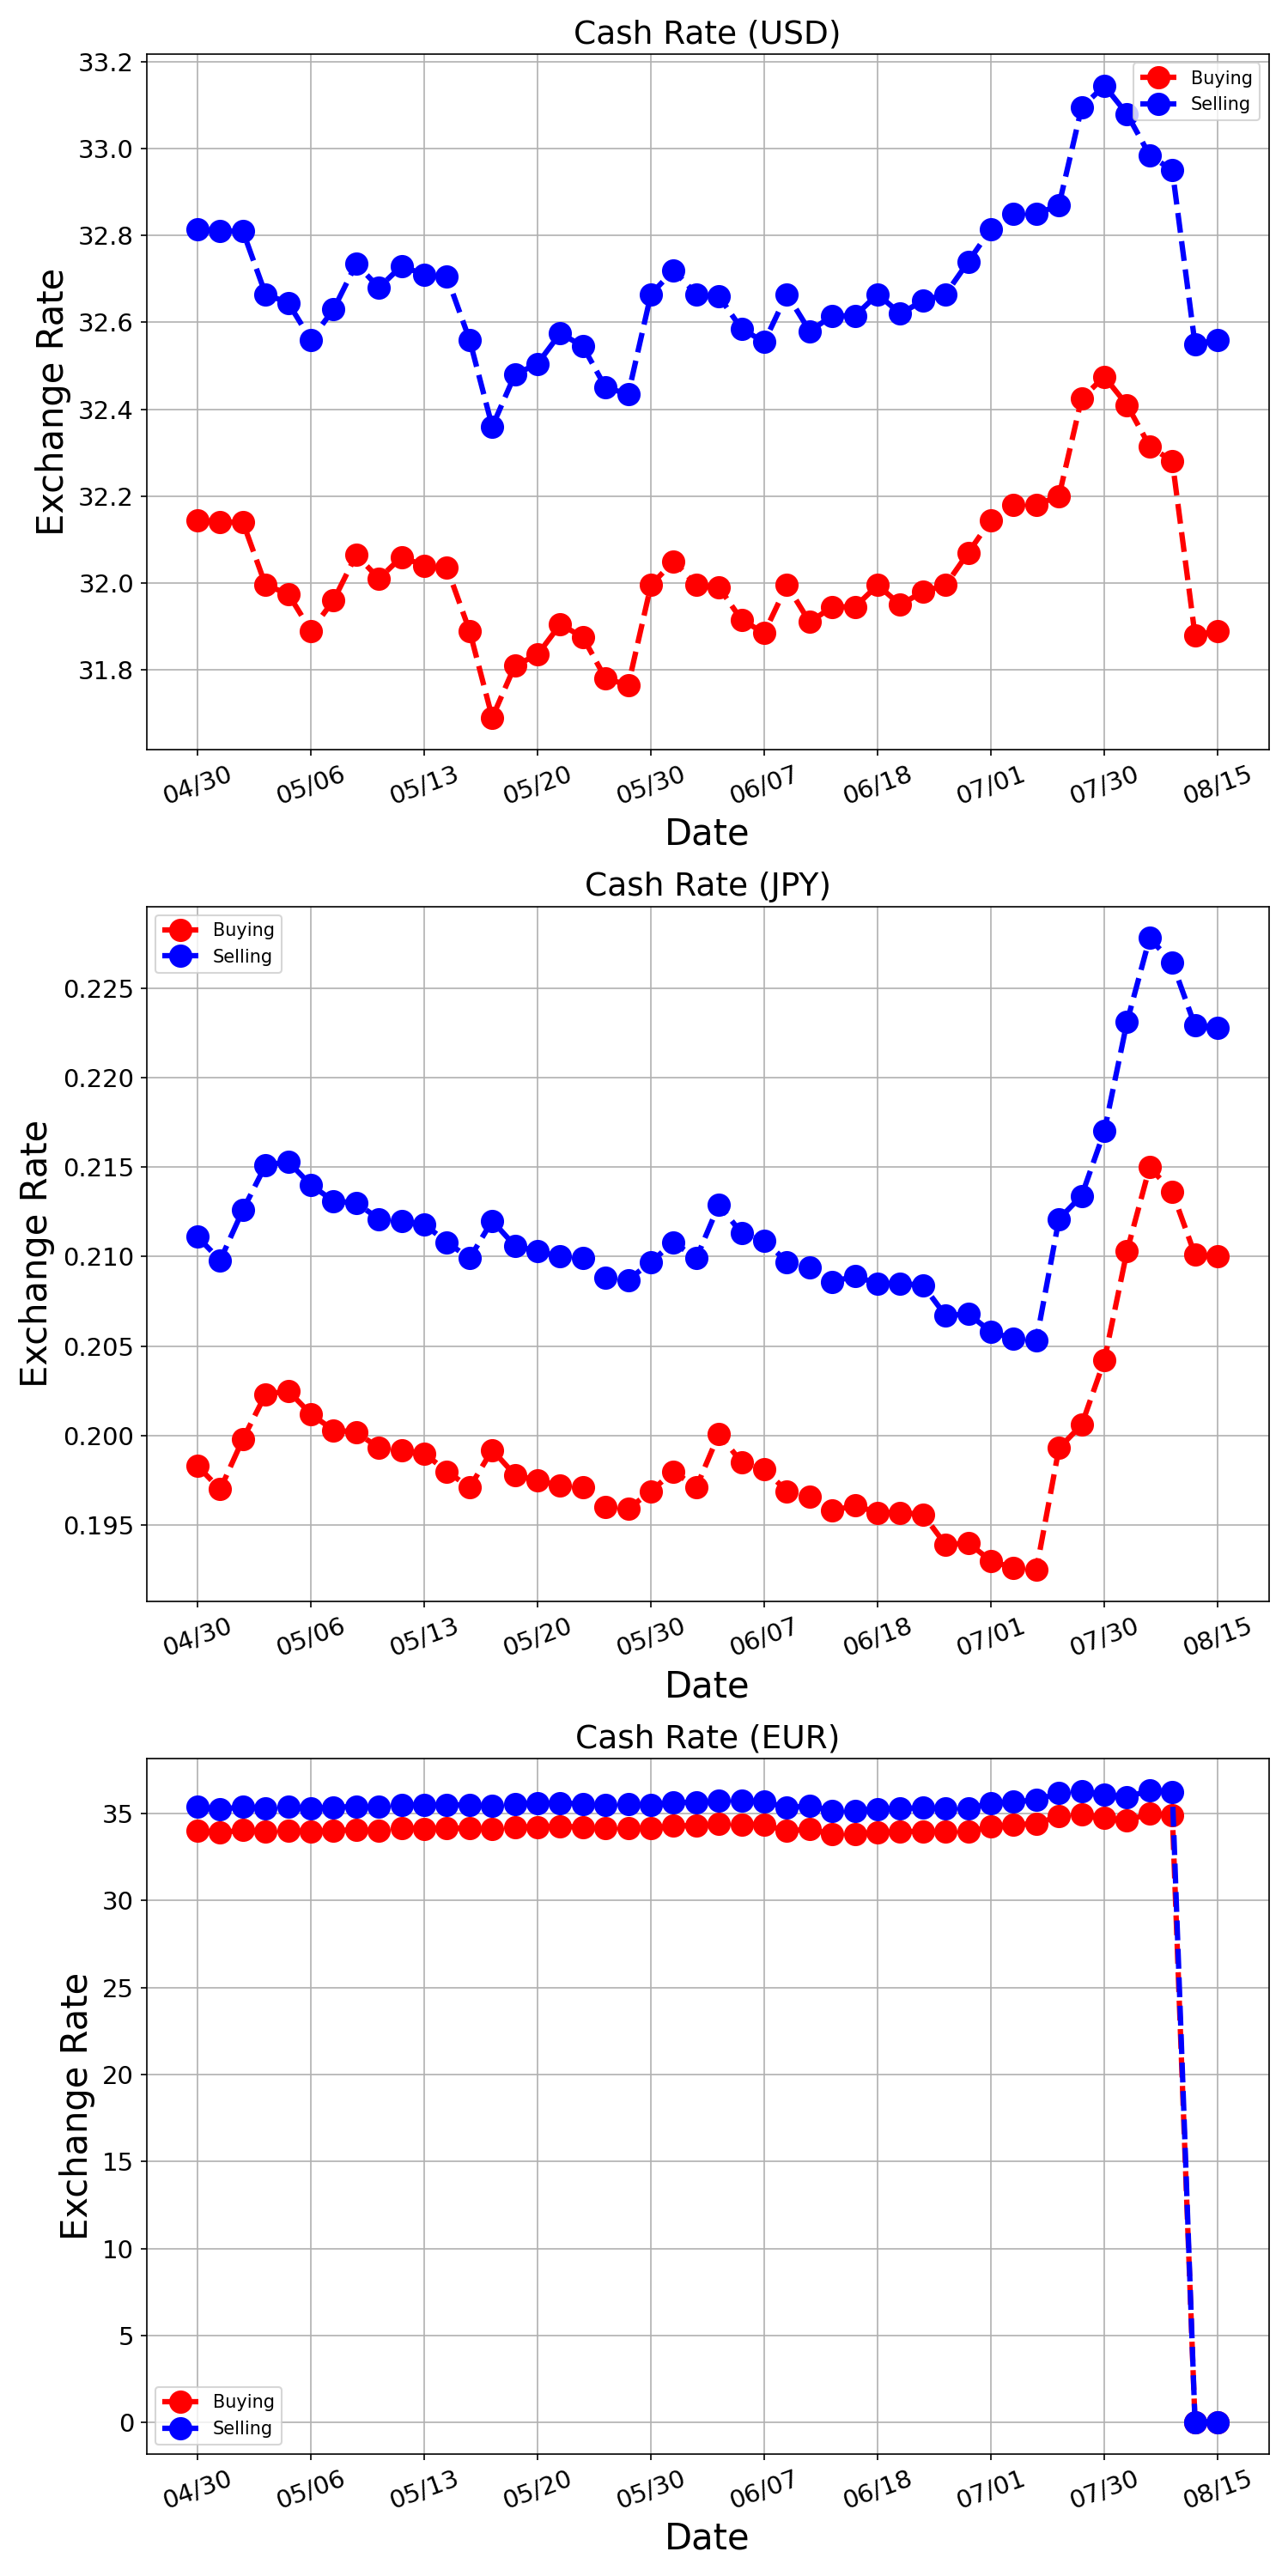 Cash Rate (USD)
33.2
33.0
32.8
32.6
32.4
32.2
32.0
31.8
Exchange Rate
Buying
Selling
04/30 05/06 05/13 05/20 05/30 06/07 06/18 07/01 07/30 08/15
Date
Cash Rate (JPY)
Buying
Selling
0.225
0.220
0.215
0.210
0.205
0.200
0.195
Exchange Rate
04/30 05/06 05/13 05/20 05/30 06/07 06/18 07/01 07/30 08/15
Date
Cash Rate (EUR)
35
30
25
20
15
10
5
0
Exchange Rate
Buying
Selling
04/30 05/06 05/13 05/20 05/30 06/07 06/18 07/01 07/30 08/15
Date